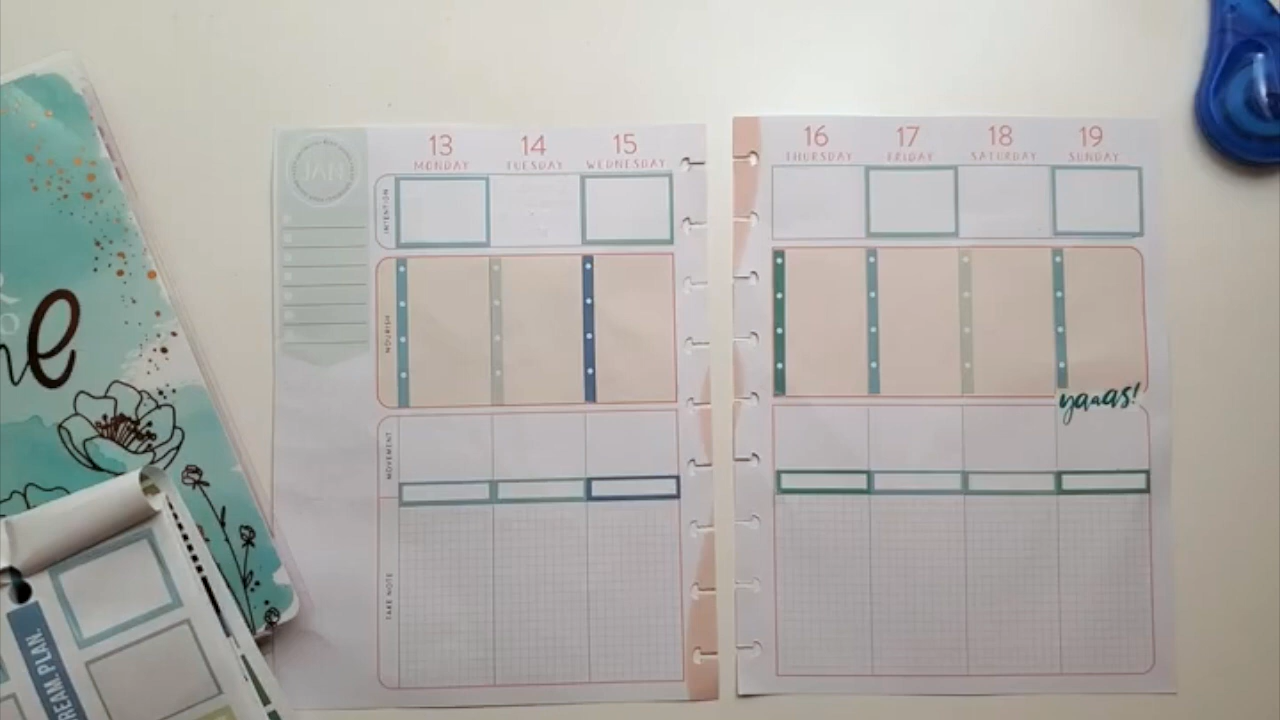 JAN
13 14 15
MONDAY TUESDAY WEDNESDAY
16 17 18 19
THURSDAY FRIDAY SATURDAY SUNDAY
INTENTION
NOURISH
yaaas!
MOVEMENT
TAKE NOTE
e
REAM. PLAN.